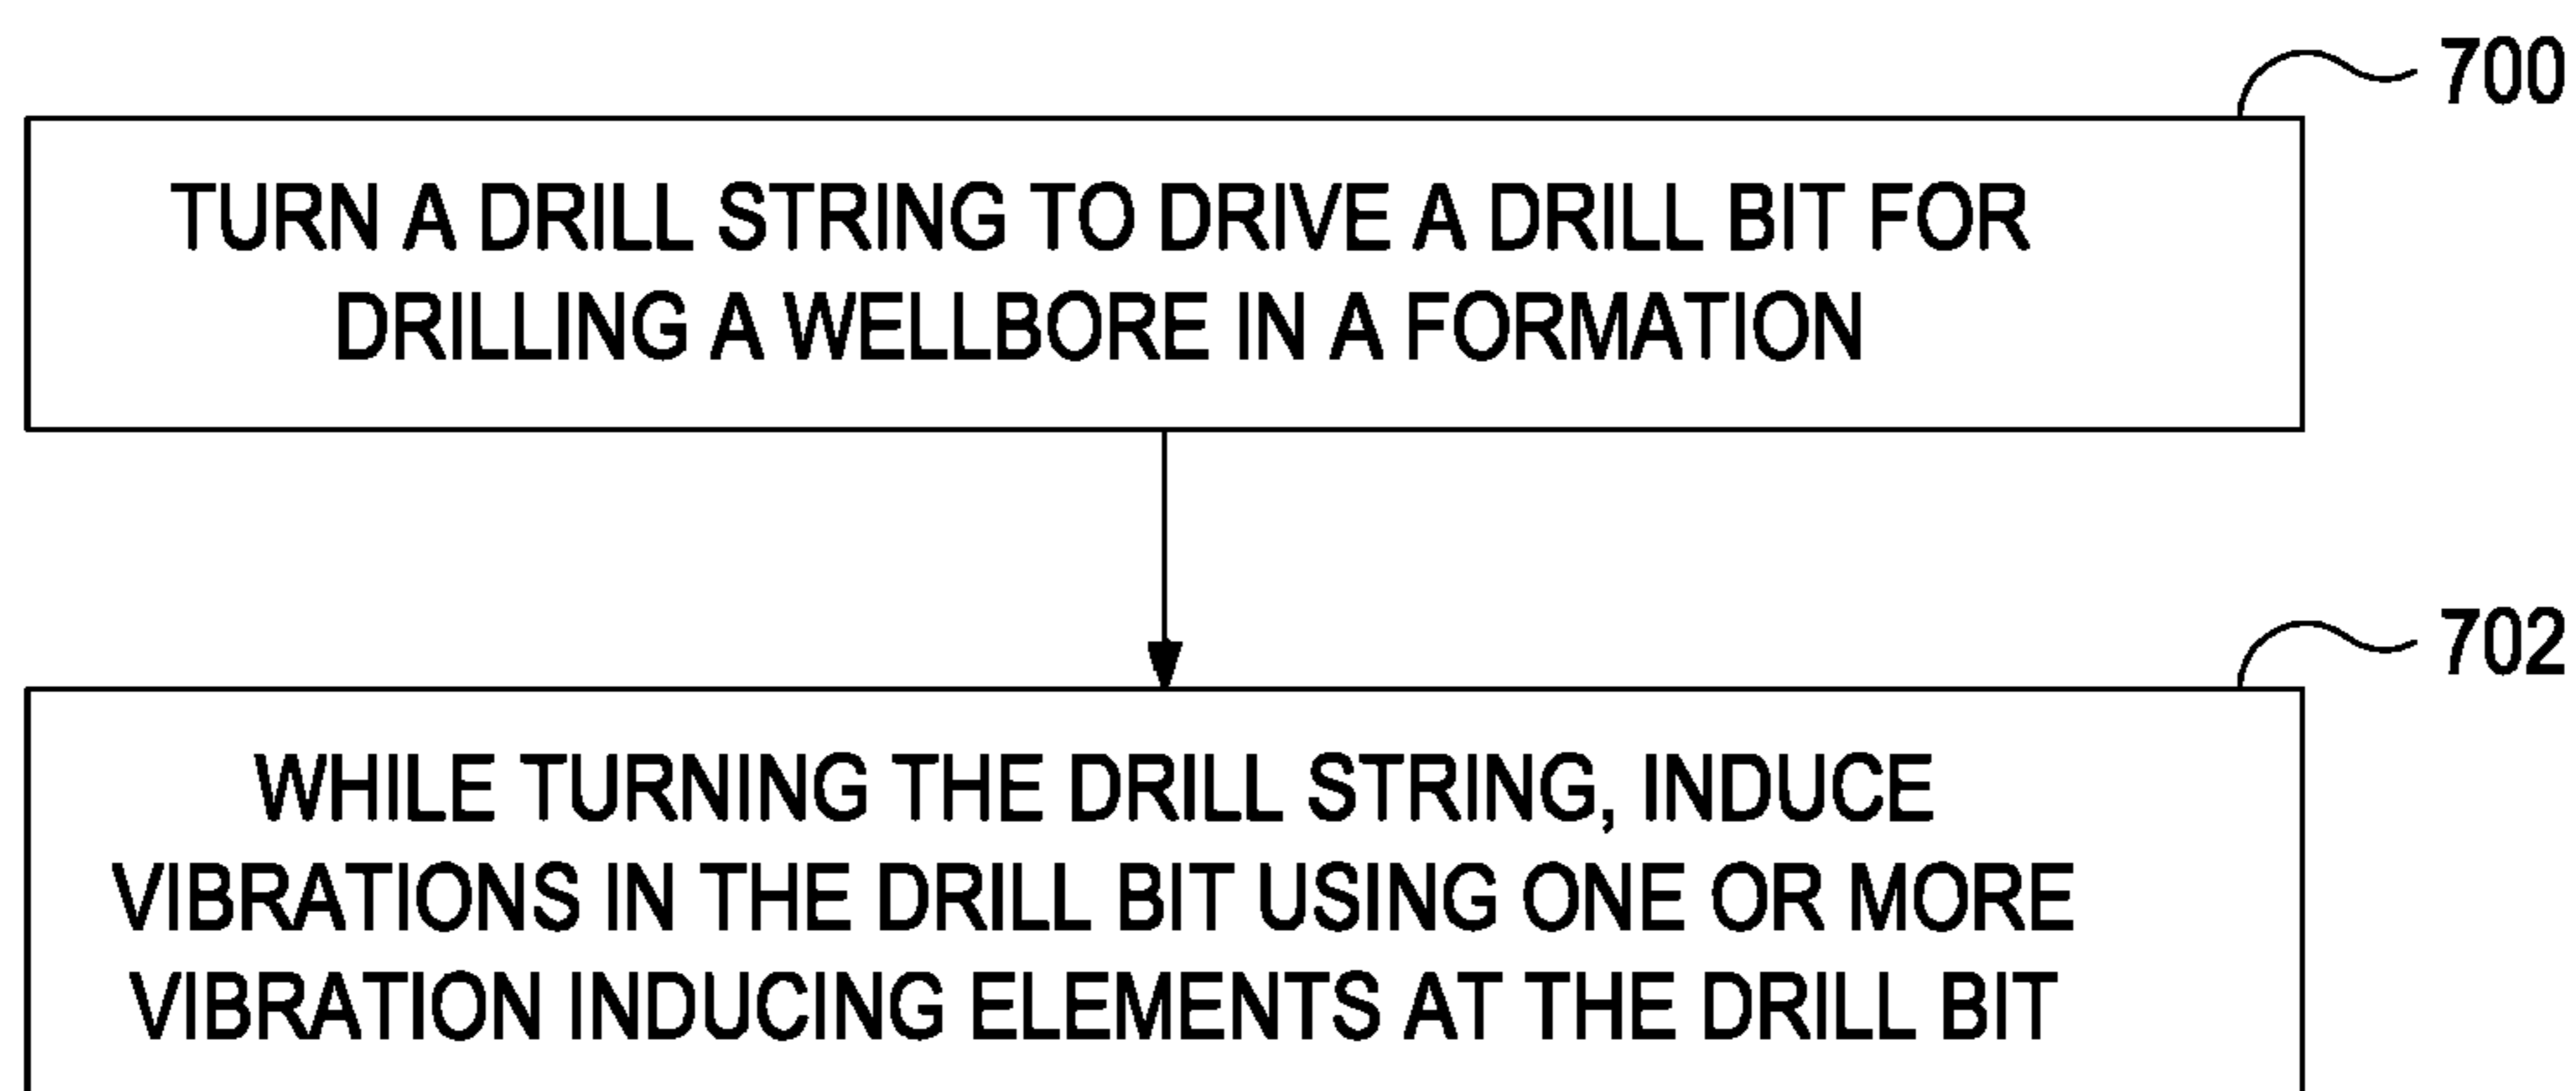 700
TURN A DRILL STRING TO DRIVE A DRILL BIT FOR
DRILLING A WELLBORE IN A FORMATION
702
WHILE TURNING THE DRILL STRING, INDUCE
VIBRATIONS IN THE DRILL BIT USING ONE OR MORE
VIBRATION INDUCING ELEMENTS AT THE DRILL BIT